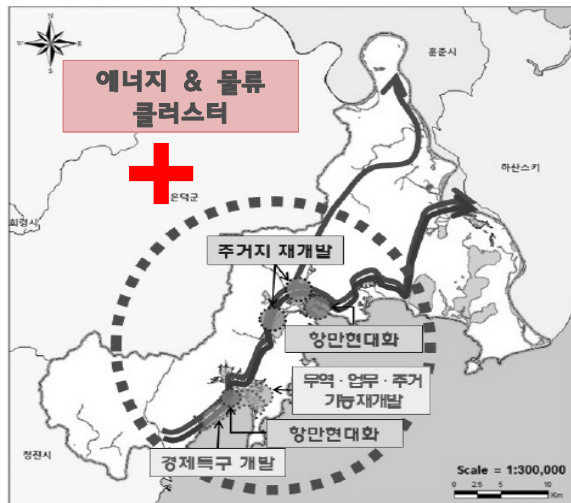 N
W
E
S
에너지 & 물류
클러스터
훈춘시
하산스키
은덕군
회령시
주거지 재개발
항만현대화
무역·업무·주거
기능재개발
항만현대화
경제특구 개발
청진시
Scale = 1:300,000
0 2.5 5 10
Km